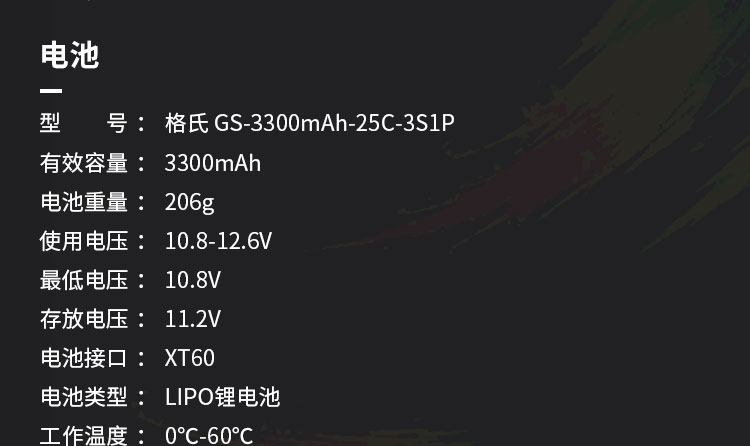 电池
型 号： 格氏 GS-3300mAh-25C-3S1P
有效容量： 3300mAh
电池重量： 206g
使用电压： 10.8-12.6V
最低电压： 10.8V
存放电压： 11.2V
电池接口： XT60
电池类型： LIPO锂电池
工作温度： 0℃-60℃